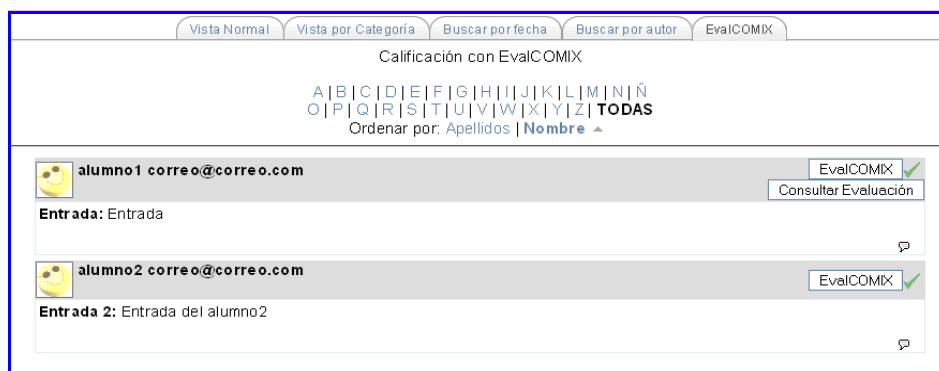 Vista Normal Vista por Categoría Buscar por fecha Buscar por autor EvalCOMIX
Calificación con EvalCOMIX
A | B | C | D | E | F | G | H | I | J | K | L | M | N | Ñ
O | P | Q | R | S | T | U | V | W | X | Y | Z | TODAS
Ordenar por: Apellidos | Nombre
alumno1 correo@correo.com EvalCOMIX
Consultar Evaluación
Entrada: Entrada
alumno2 correo@correo.com EvalCOMIX
Entrada 2: Entrada del alumno2